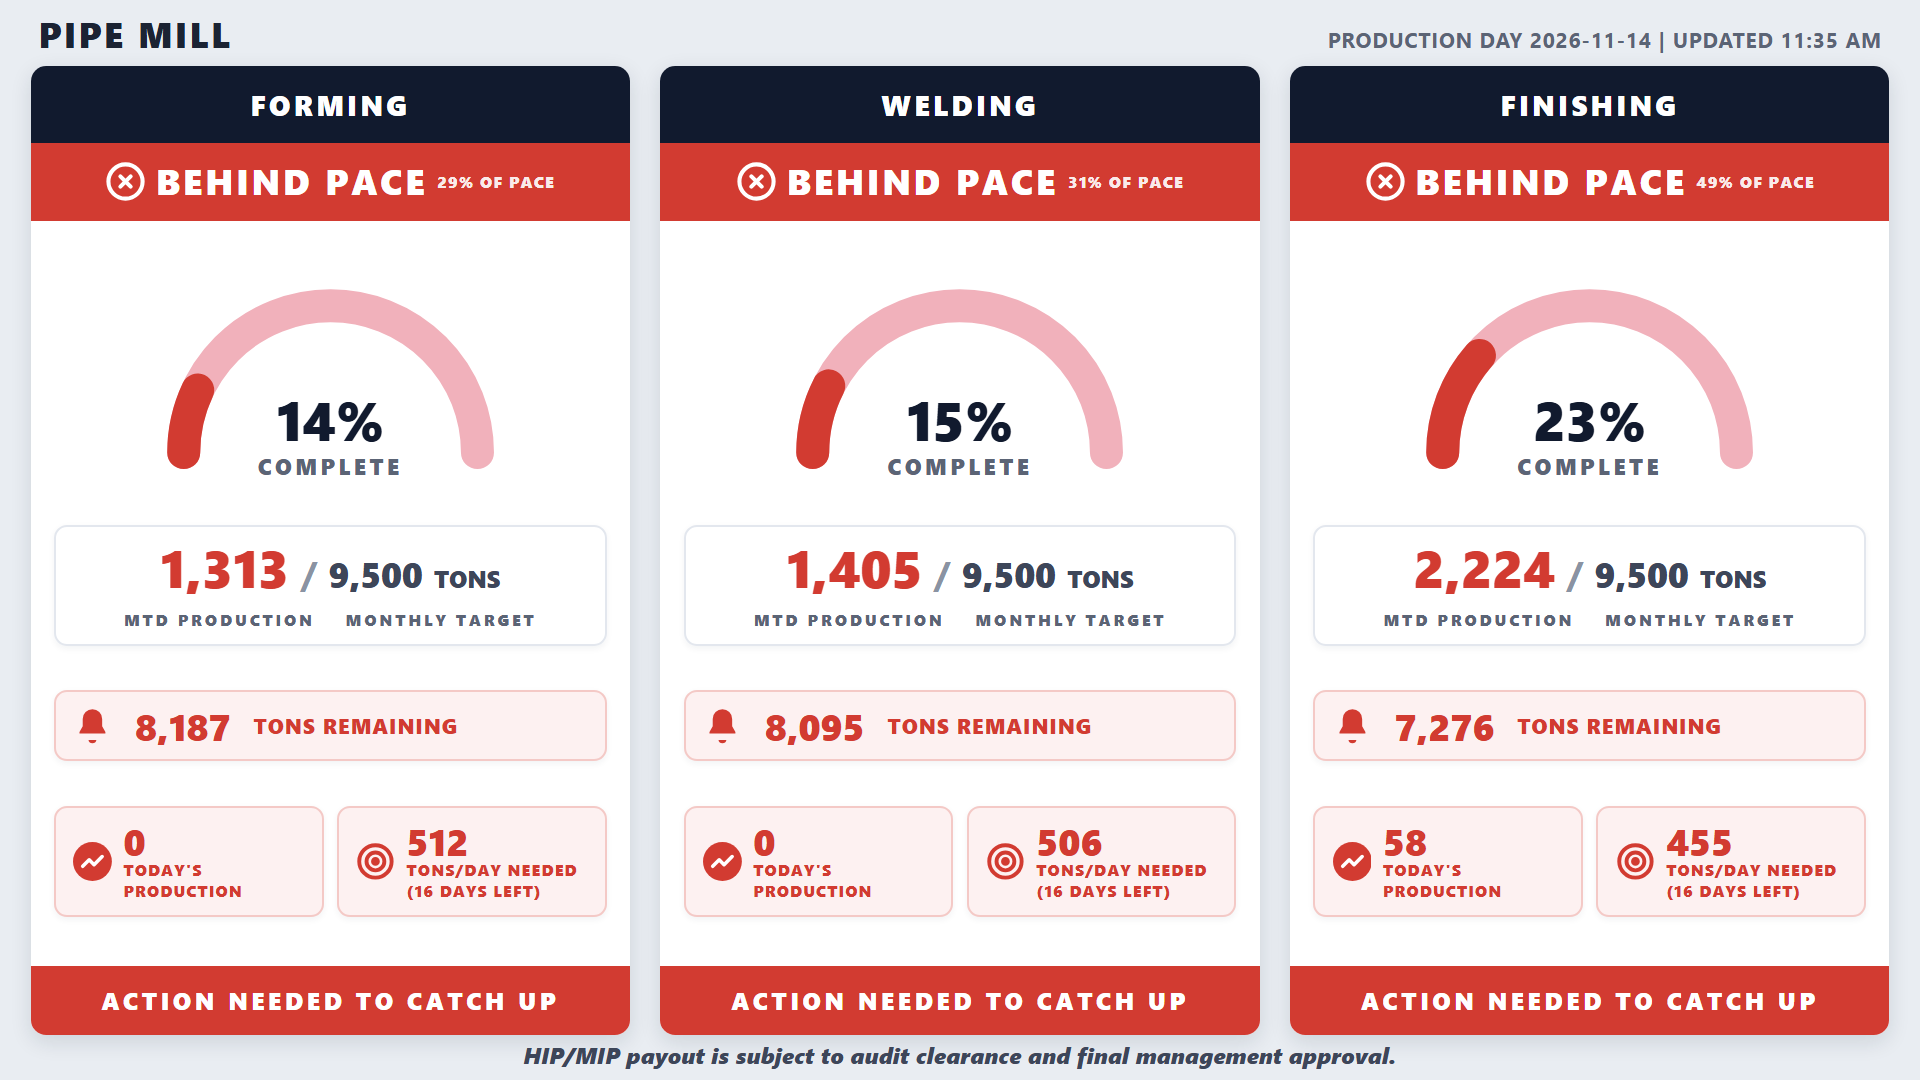 PIPE MILL
PRODUCTION DAY 2026-11-14 | UPDATED 11:35 AM
FORMING
BEHIND PACE 29% OF PACE
14%
COMPLETE
1,313 / 9,500 TONS
MTD PRODUCTION MONTHLY TARGET
8,187 TONS REMAINING
0
TODAY'S
PRODUCTION
512
TONS/DAY NEEDED
(16 DAYS LEFT)
ACTION NEEDED TO CATCH UP
WELDING
BEHIND PACE 31% OF PACE
15%
COMPLETE
1,405 / 9,500 TONS
MTD PRODUCTION MONTHLY TARGET
8,095 TONS REMAINING
0
TODAY'S
PRODUCTION
506
TONS/DAY NEEDED
(16 DAYS LEFT)
ACTION NEEDED TO CATCH UP
FINISHING
BEHIND PACE 49% OF PACE
23%
COMPLETE
2,224 / 9,500 TONS
MTD PRODUCTION MONTHLY TARGET
7,276 TONS REMAINING
58
TODAY'S
PRODUCTION
455
TONS/DAY NEEDED
(16 DAYS LEFT)
ACTION NEEDED TO CATCH UP
HIP/MIP payout is subject to audit clearance and final management approval.